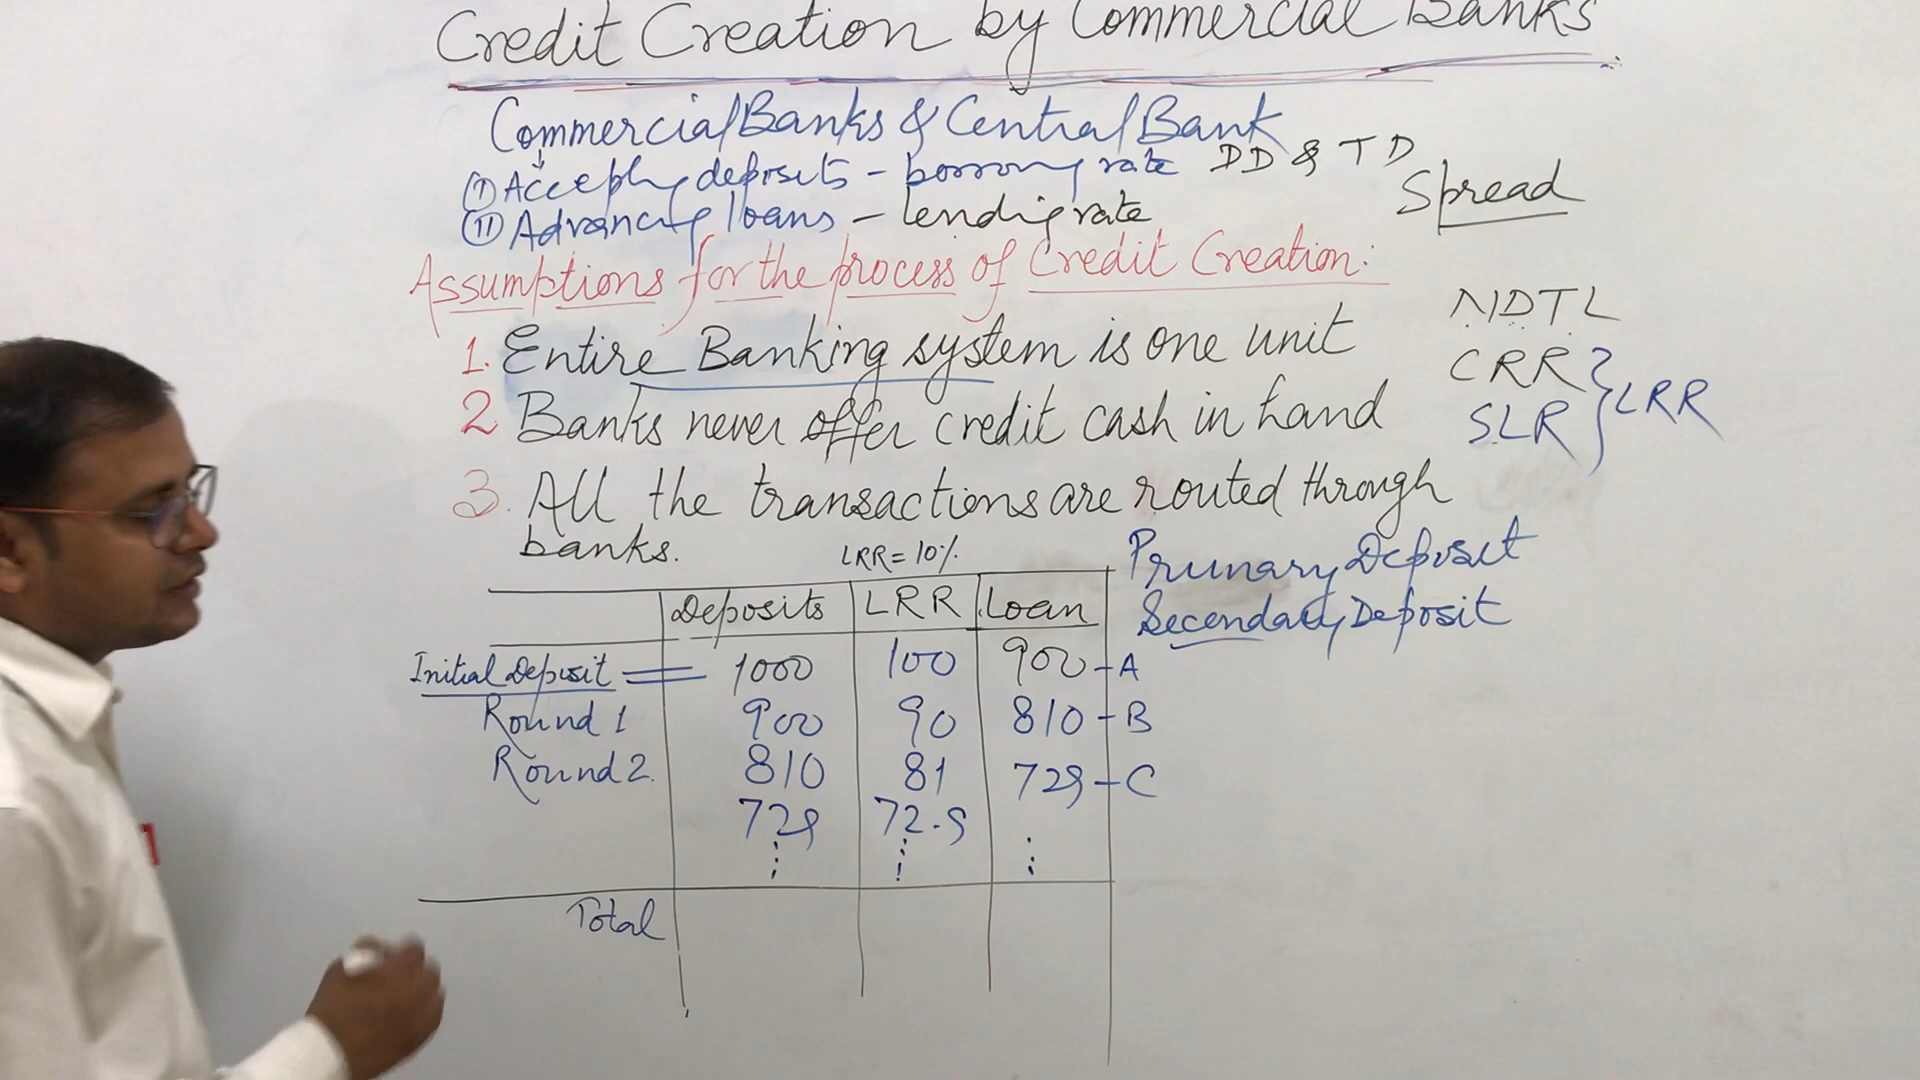 Credit Creation by Commercial Banks
Commercial Banks & Central Bank
(I) Accepting deposits - borrowing rate DD & TD
Spread
(II) Advancing loans - lending rate
Assumptions for the process of Credit Creation:
1. Entire Banking system is one unit
2 Banks never offer credit cash in hand
3. All the transactions are routed through
banks.
NDTL
CRR
SLR } LRR
LRR = 10%
Primary Deposit
Secendary Deposit
Deposits LRR Loan
Initial Deposit 1000 100 900 - A
Round 1 900 90 810 - B
Round 2. 810 81 729 - C
729 72.9
Total